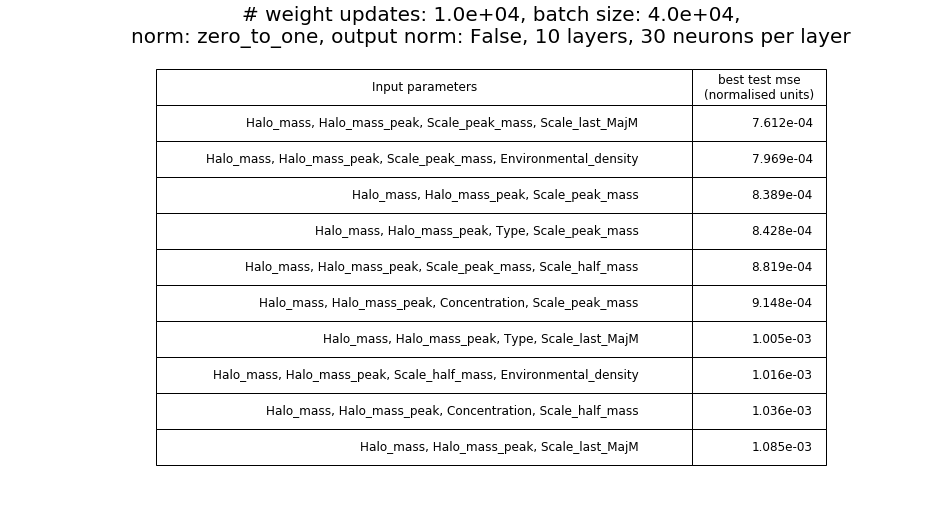 # weight updates: 1.0e+04, batch size: 4.0e+04,
norm: zero_to_one, output norm: False, 10 layers, 30 neurons per layer
Input parameters
best test mse
(normalised units)
Halo_mass, Halo_mass_peak, Scale_peak_mass, Scale_last_MajM 7.612e-04
Halo_mass, Halo_mass_peak, Scale_peak_mass, Environmental_density 7.969e-04
Halo_mass, Halo_mass_peak, Scale_peak_mass 8.389e-04
Halo_mass, Halo_mass_peak, Type, Scale_peak_mass 8.428e-04
Halo_mass, Halo_mass_peak, Scale_peak_mass, Scale_half_mass 8.819e-04
Halo_mass, Halo_mass_peak, Concentration, Scale_peak_mass 9.148e-04
Halo_mass, Halo_mass_peak, Type, Scale_last_MajM 1.005e-03
Halo_mass, Halo_mass_peak, Scale_half_mass, Environmental_density 1.016e-03
Halo_mass, Halo_mass_peak, Concentration, Scale_half_mass 1.036e-03
Halo_mass, Halo_mass_peak, Scale_last_MajM 1.085e-03